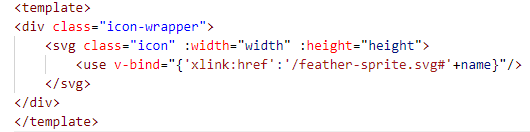 <template>
<div class="icon-wrapper">
    <svg class="icon" :width="width" :height="height">
        <use v-bind="{'xlink:href':'/feather-sprite.svg#'+name}"/>
    </svg>
</div>
</template>